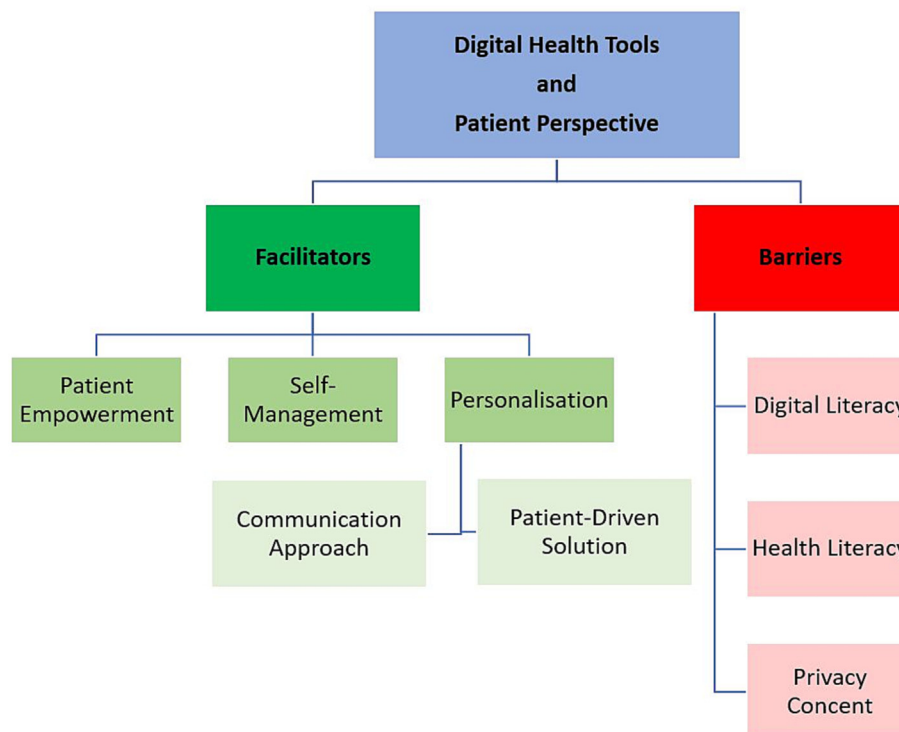 Digital Health Tools
and
Patient Perspective
Facilitators
Barriers
Patient
Empowerment
Self-
Management
Personalisation
Communication
Approach
Patient-Driven
Solution
Digital Literacy
Health Literacy
Privacy
Concent